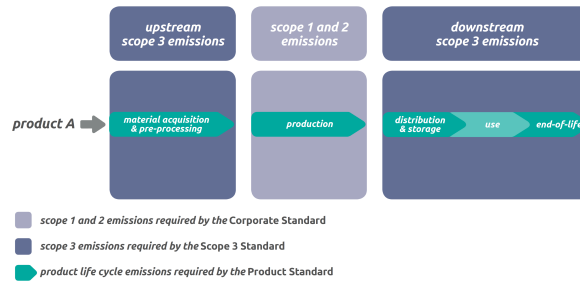 upstream
scope 3 emissions
scope 1 and 2
emissions
downstream
scope 3 emissions
product A
material acquisition
& pre-processing
production
distribution
& storage
use
end-of-life
scope 1 and 2 emissions required by the Corporate Standard
scope 3 emissions required by the Scope 3 Standard
product life cycle emissions required by the Product Standard